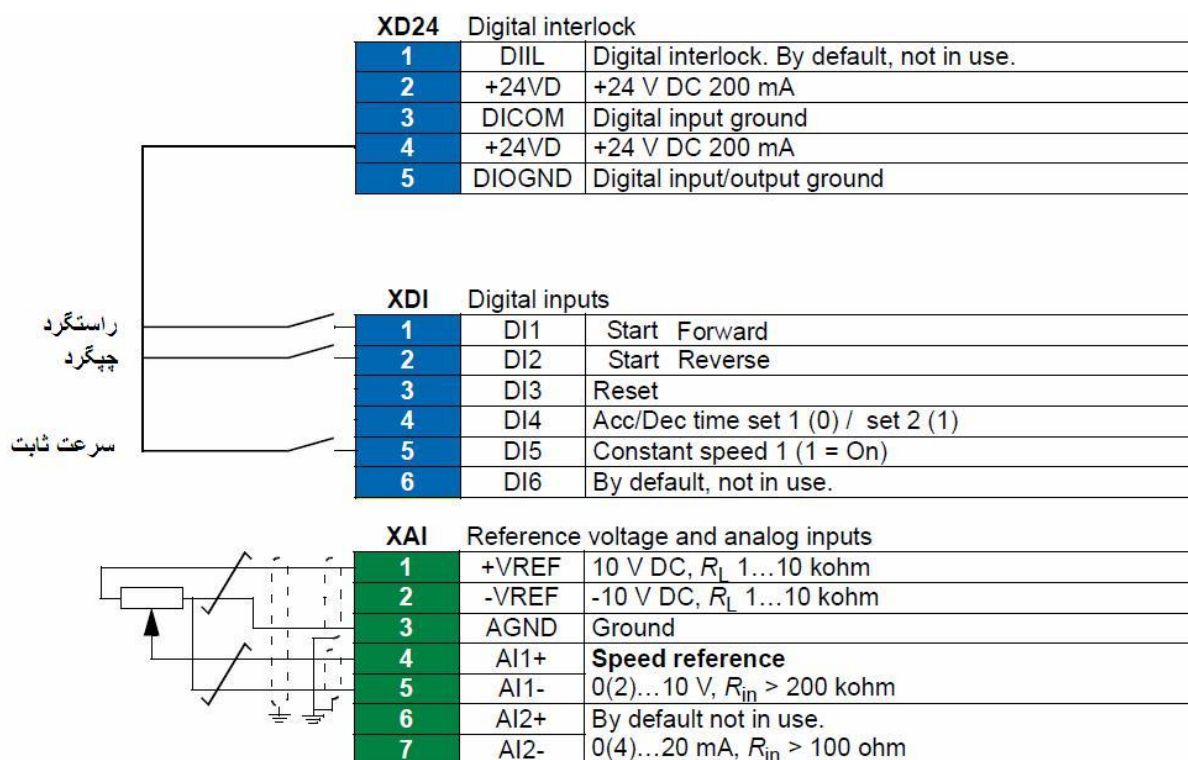 XD24 Digital interlock
1 DIIL Digital interlock. By default, not in use.
2 +24VD +24 V DC 200 mA
3 DICOM Digital input ground
4 +24VD +24 V DC 200 mA
5 DIOGND Digital input/output ground
XDI Digital inputs
راستگرد 1 DI1 Start Forward
چپگرد 2 DI2 Start Reverse
3 DI3 Reset
4 DI4 Acc/Dec time set 1 (0) / set 2 (1)
سرعت ثابت 5 DI5 Constant speed 1 (1 = On)
6 DI6 By default, not in use.
XAI Reference voltage and analog inputs
1 +VREF 10 V DC, RL 1...10 kohm
2 -VREF -10 V DC, RL 1...10 kohm
3 AGND Ground
4 AI1+ Speed reference
5 AI1- 0(2)...10 V, Rin > 200 kohm
6 AI2+ By default not in use.
7 AI2- 0(4)...20 mA, Rin > 100 ohm